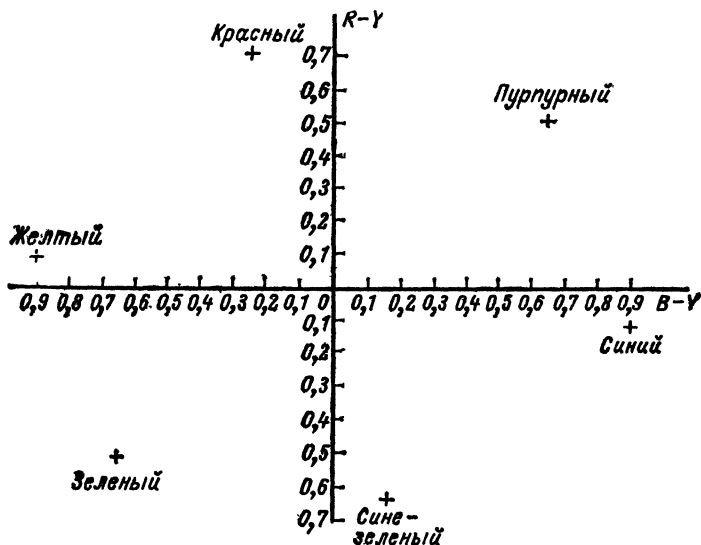 R–Y
Красный
0,7
0,6
Пурпурный
0,5
0,4
0,3
0,2
Желтый
0,1
0,9 0,8 0,7 0,6 0,5 0,4 0,3 0,2 0,1 0 0,1 0,2 0,3 0,4 0,5 0,6 0,7 0,8 0,9 B–Y
0,1
Синий
0,2
0,3
0,4
0,5
Зеленый
0,6
0,7
Сине-
зеленый